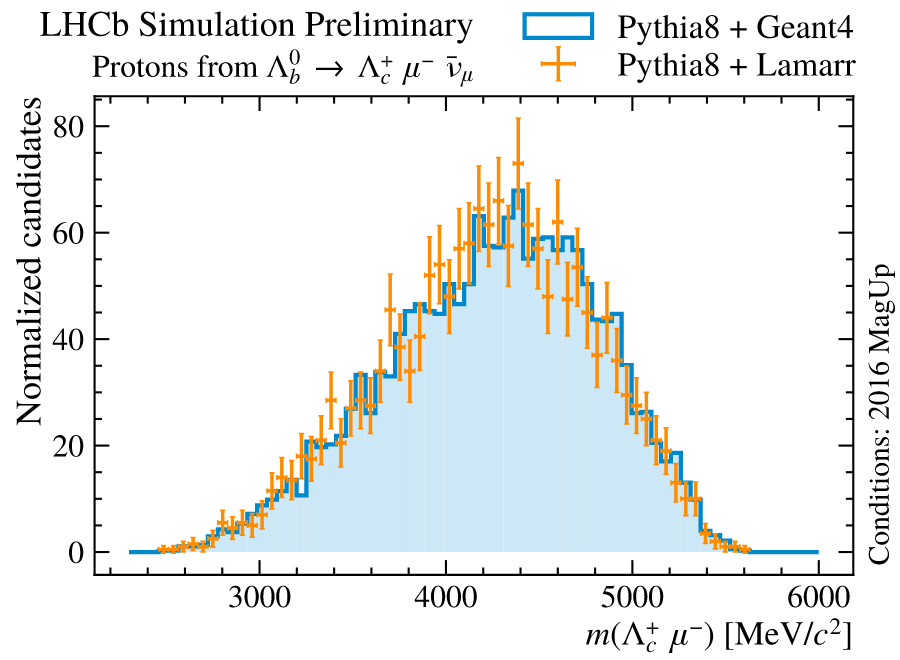 LHCb Simulation Preliminary
Protons from Λ_b^0 → Λ_c^+ μ^− ν̄_μ
Pythia8 + Geant4
Pythia8 + Lamarr
Normalized candidates
80
60
40
20
0
3000 4000 5000 6000
m(Λ_c^+ μ^−) [MeV/c^2]
Conditions: 2016 MagUp